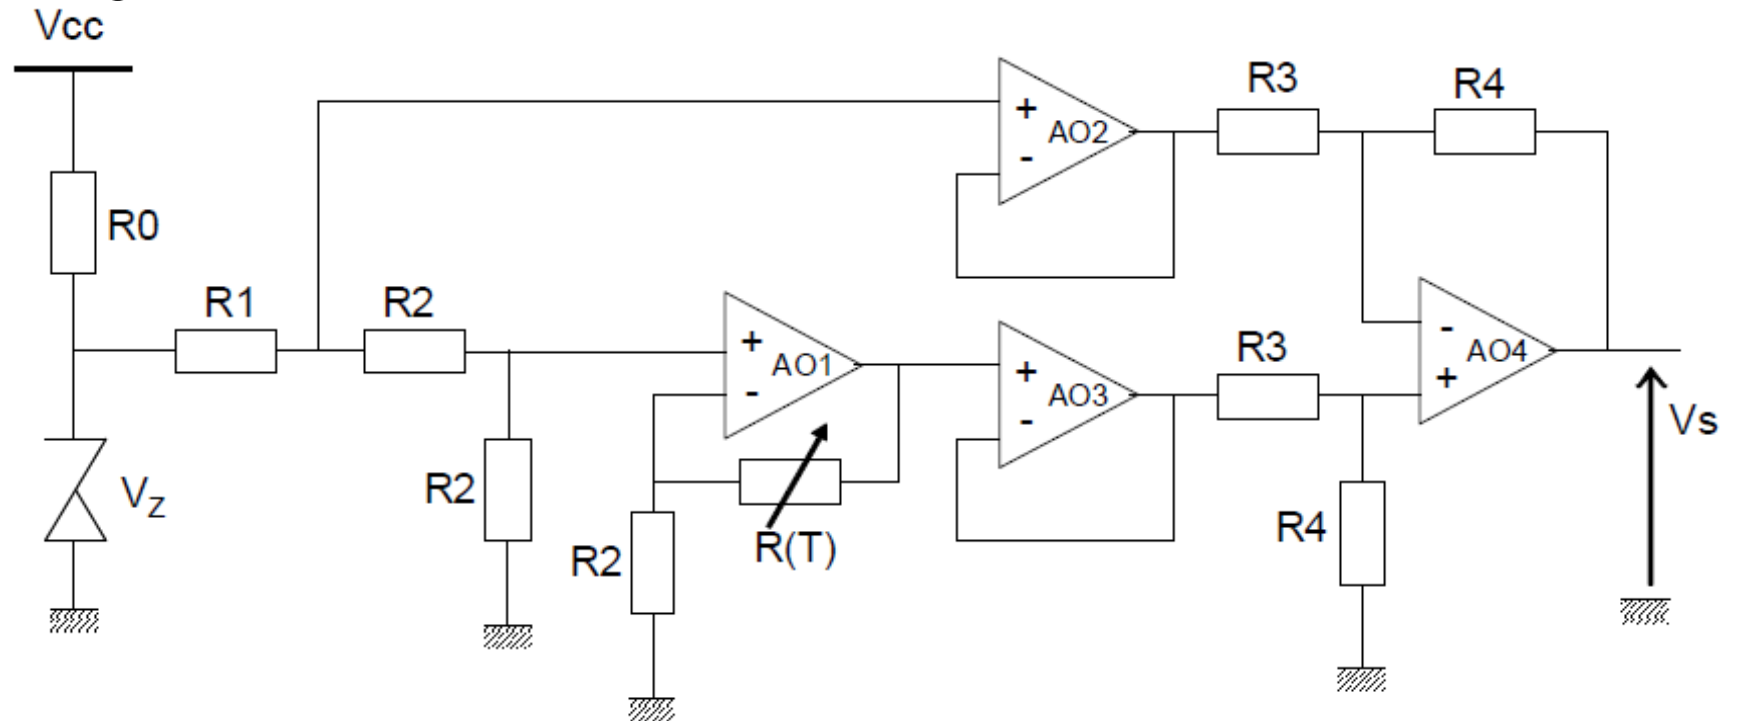 Vcc
R0
R1
R2
VZ
R2
+
-
AO1
R(T)
R2
+
-
AO2
+
-
AO3
R3
R4
R3
R4
-
+
AO4
Vs